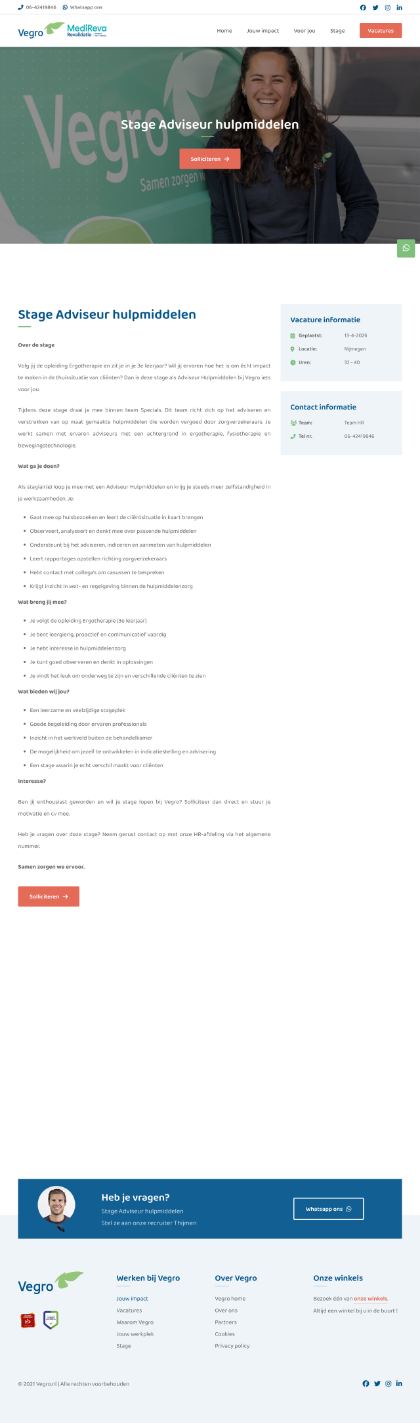 06-42419846 Whatsapp ons
Vegro MediReva
Revalidatie
Home Jouw impact Voor jou Stage Vacatures
Vegro
Samen zorgen
Stage Adviseur hulpmiddelen
Solliciteren
Stage Adviseur hulpmiddelen
Over de stage
Volg jij de opleiding Ergotherapie en zit je in je 3e leerjaar? Wil jij ervaren hoe het is om écht impact
te maken in de thuissituatie van cliënten? Dan is deze stage als Adviseur Hulpmiddelen bij Vegro iets
voor jou.
Tijdens deze stage draai je mee binnen team Specials. Dit team richt zich op het adviseren en
verstrekken van op maat gemaakte hulpmiddelen die worden vergoed door zorgverzekeraars. Je
werkt samen met ervaren adviseurs met een achtergrond in ergotherapie, fysiotherapie en
bewegingstechnologie.
Wat ga je doen?
Als stagiair(e) loop je mee met een Adviseur Hulpmiddelen en krijg je steeds meer zelfstandigheid in
je werkzaamheden. Je:
Gaat mee op huisbezoeken en leert de cliëntsituatie in kaart brengen
Observeert, analyseert en denkt mee over passende hulpmiddelen
Ondersteunt bij het adviseren, indiceren en aanmeten van hulpmiddelen
Leert rapportages opstellen richting zorgverzekeraars
Hebt contact met collega's om casussen te bespreken
Krijgt inzicht in wet- en regelgeving binnen de hulpmiddelenzorg
Wat breng jij mee?
Je volgt de opleiding Ergotherapie (3e leerjaar)
Je bent leergierig, proactief en communicatief vaardig
Je hebt interesse in hulpmiddelenzorg
Je kunt goed observeren en denkt in oplossingen
Je vindt het leuk om onderweg te zijn en verschillende cliënten te zien
Wat bieden wij jou?
Een leerzame en veelzijdige stageplek
Goede begeleiding door ervaren professionals
Inzicht in het werkveld buiten de behandelkamer
De mogelijkheid om jezelf te ontwikkelen in indicatiestelling en advisering
Een stage waarin je echt verschil maakt voor cliënten
Interesse?
Ben jij enthousiast geworden en wil je stage lopen bij Vegro? Solliciteer dan direct en stuur je
motivatie en cv mee.
Heb je vragen over deze stage? Neem gerust contact op met onze HR-afdeling via het algemene
nummer.
Samen zorgen we ervoor.
Solliciteren
Vacature informatie
Geplaatst: 13-4-2026
Locatie: Nijmegen
Uren: 32 - 40
Contact informatie
Team: Team HR
Tel nr.: 06-42419846
Heb je vragen?
Stage Adviseur hulpmiddelen
Stel ze aan onze recruiter Thijmen
Whatsapp ons
Vegro
Werken bij Vegro
Jouw impact
Vacatures
Waarom Vegro
Jouw werkplek
Stage
Over Vegro
Vegro home
Over ons
Partners
Cookies
Privacy policy
Onze winkels
Bezoek één van onze winkels.
Altijd een winkel bij u in de buurt!
© 2021 Vegro.nl | Alle rechten voorbehouden